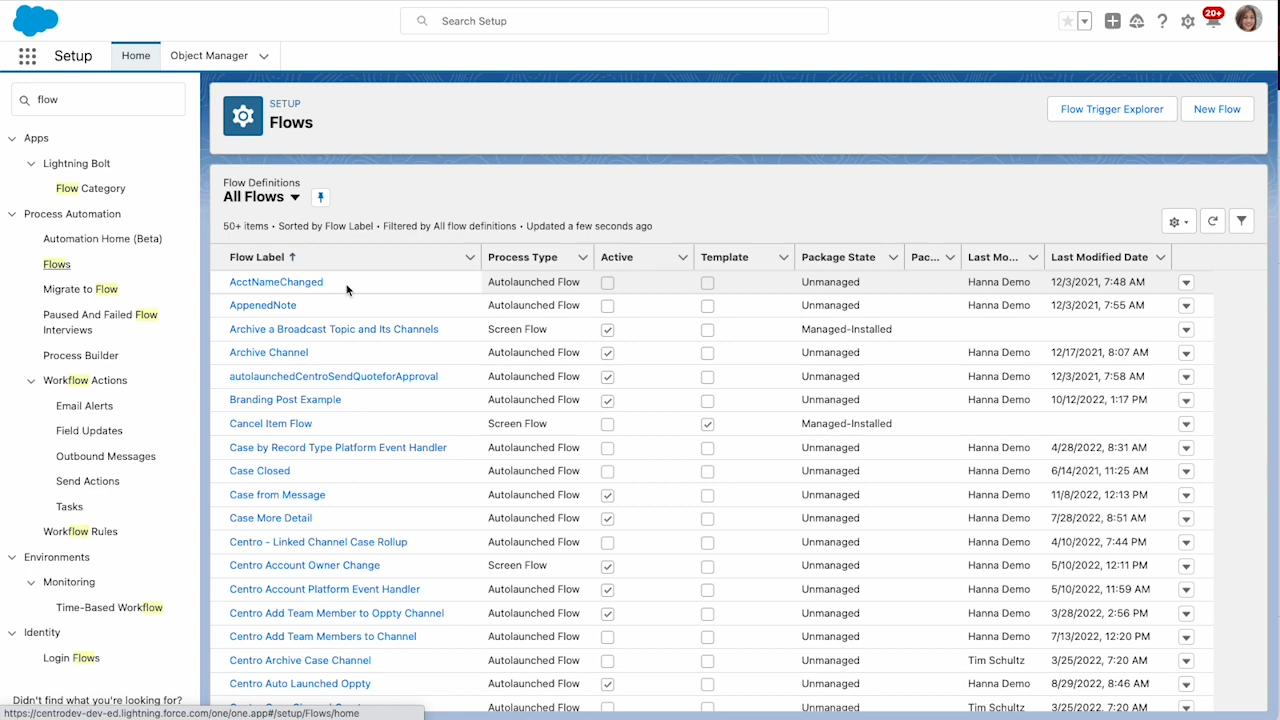 Search Setup
20+
Setup
Home
Object Manager
flow
Apps
Lightning Bolt
Flow Category
Process Automation
Automation Home (Beta)
Flows
Migrate to Flow
Paused And Failed Flow
Interviews
Process Builder
Workflow Actions
Email Alerts
Field Updates
Outbound Messages
Send Actions
Tasks
Workflow Rules
Environments
Monitoring
Time-Based Workflow
Identity
Login Flows
Didn't find what you're looking for?
https://centrodev-dev-ed.lightning.force.com/one/one.app#/setup/Flows/home
SETUP
Flows
Flow Trigger Explorer
New Flow
Flow Definitions
All Flows
50+ items • Sorted by Flow Label • Filtered by All flow definitions • Updated a few seconds ago
Flow Label ↑ Process Type Active Template Package State Pac... Last Mo... Last Modified Date
AcctNameChanged Autolaunched Flow Unmanaged Hanna Demo 12/3/2021, 7:48 AM
AppenedNote Autolaunched Flow Unmanaged Hanna Demo 12/3/2021, 7:55 AM
Archive a Broadcast Topic and Its Channels Screen Flow Managed-Installed
Archive Channel Autolaunched Flow Unmanaged Hanna Demo 12/17/2021, 8:07 AM
autolaunchedCentroSendQuoteforApproval Autolaunched Flow Unmanaged Hanna Demo 12/3/2021, 7:58 AM
Branding Post Example Autolaunched Flow Unmanaged Hanna Demo 10/12/2022, 1:17 PM
Cancel Item Flow Screen Flow Managed-Installed
Case by Record Type Platform Event Handler Autolaunched Flow Unmanaged Hanna Demo 4/28/2022, 8:31 AM
Case Closed Autolaunched Flow Unmanaged Hanna Demo 6/14/2021, 11:25 AM
Case from Message Autolaunched Flow Unmanaged Hanna Demo 11/8/2022, 12:13 PM
Case More Detail Autolaunched Flow Unmanaged Hanna Demo 7/28/2022, 8:51 AM
Centro - Linked Channel Case Rollup Autolaunched Flow Unmanaged Hanna Demo 4/10/2022, 7:44 PM
Centro Account Owner Change Screen Flow Unmanaged Hanna Demo 5/10/2022, 12:11 PM
Centro Account Platform Event Handler Autolaunched Flow Unmanaged Hanna Demo 5/10/2022, 11:59 AM
Centro Add Team Member to Oppty Channel Autolaunched Flow Unmanaged Hanna Demo 3/28/2022, 2:56 PM
Centro Add Team Members to Channel Autolaunched Flow Unmanaged Hanna Demo 7/13/2022, 12:20 PM
Centro Archive Case Channel Autolaunched Flow Unmanaged Tim Schultz 3/25/2022, 7:20 AM
Centro Auto Launched Oppty Autolaunched Flow Unmanaged Hanna Demo 8/29/2022, 8:46 AM
Autolaunched Flow Unmanaged Tim Schultz 3/25/2022, 7:20 AM